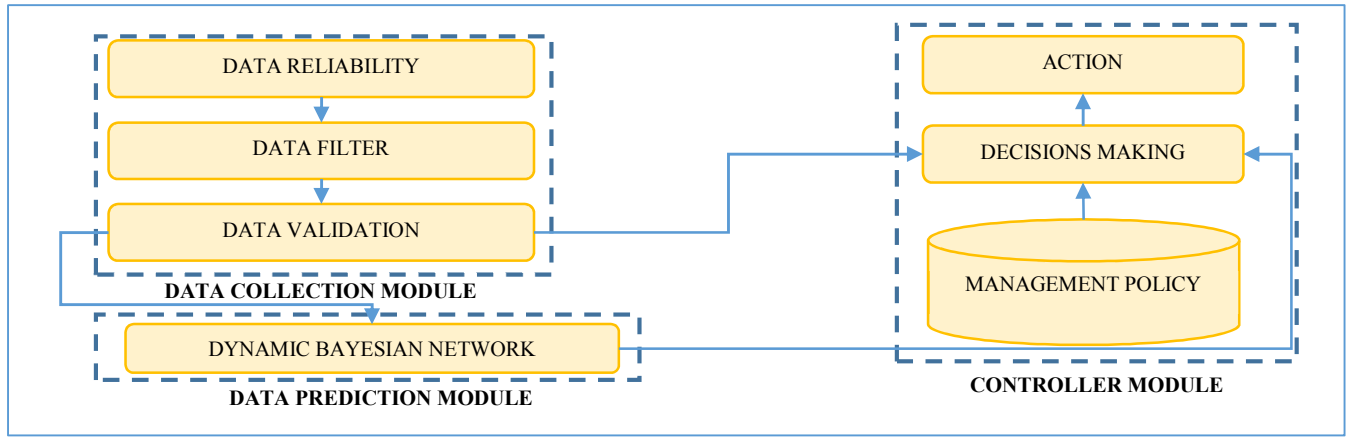 DATA RELIABILITY
DATA FILTER
DATA VALIDATION
DATA COLLECTION MODULE
DYNAMIC BAYESIAN NETWORK
DATA PREDICTION MODULE
ACTION
DECISIONS MAKING
MANAGEMENT POLICY
CONTROLLER MODULE